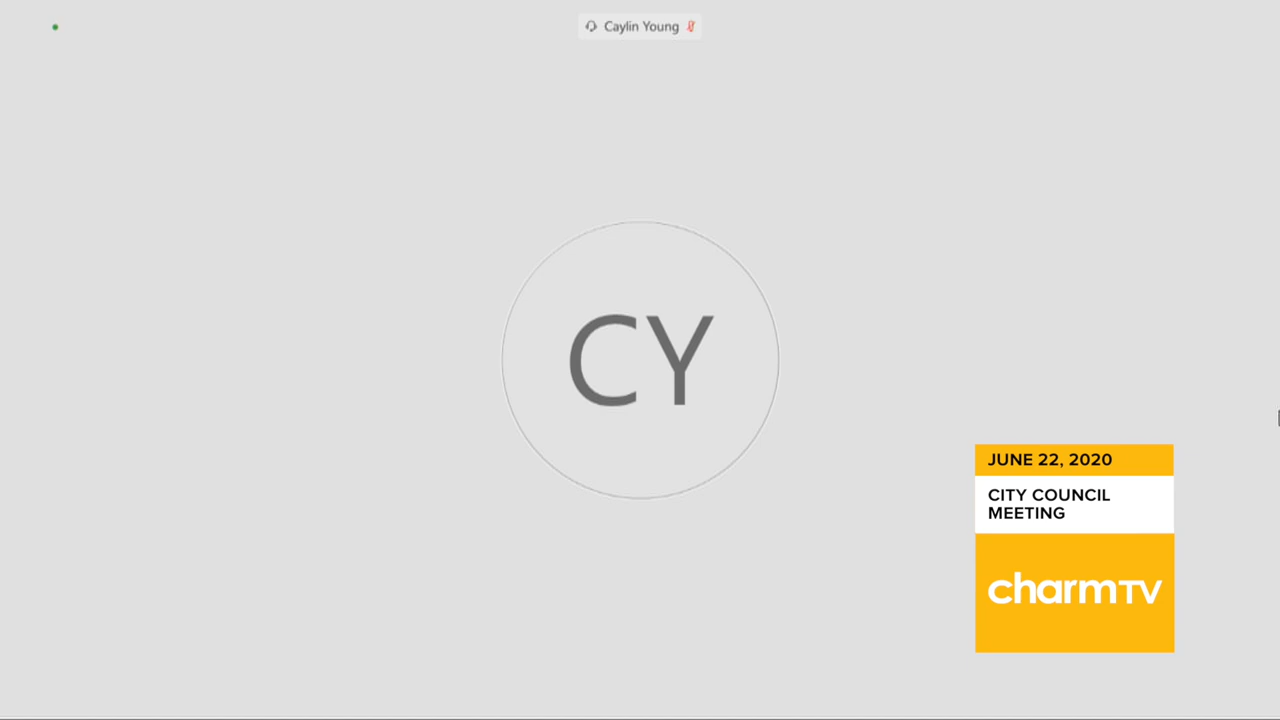 Caylin Young
CY
JUNE 22, 2020
CITY COUNCIL
MEETING
charmTV